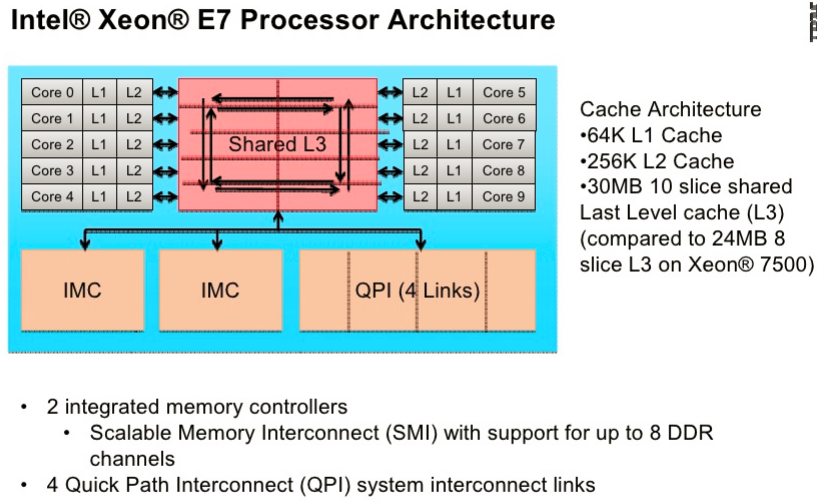 Intel® Xeon® E7 Processor Architecture
Core 0 L1 L2
Core 1 L1 L2
Core 2 L1 L2
Core 3 L1 L2
Core 4 L1 L2
Shared L3
L2 L1 Core 5
L2 L1 Core 6
L2 L1 Core 7
L2 L1 Core 8
L2 L1 Core 9
IMC
IMC
QPI (4 Links)
Cache Architecture
•64K L1 Cache
•256K L2 Cache
•30MB 10 slice shared
Last Level cache (L3)
(compared to 24MB 8
slice L3 on Xeon® 7500)
• 2 integrated memory controllers
• Scalable Memory Interconnect (SMI) with support for up to 8 DDR
channels
• 4 Quick Path Interconnect (QPI) system interconnect links